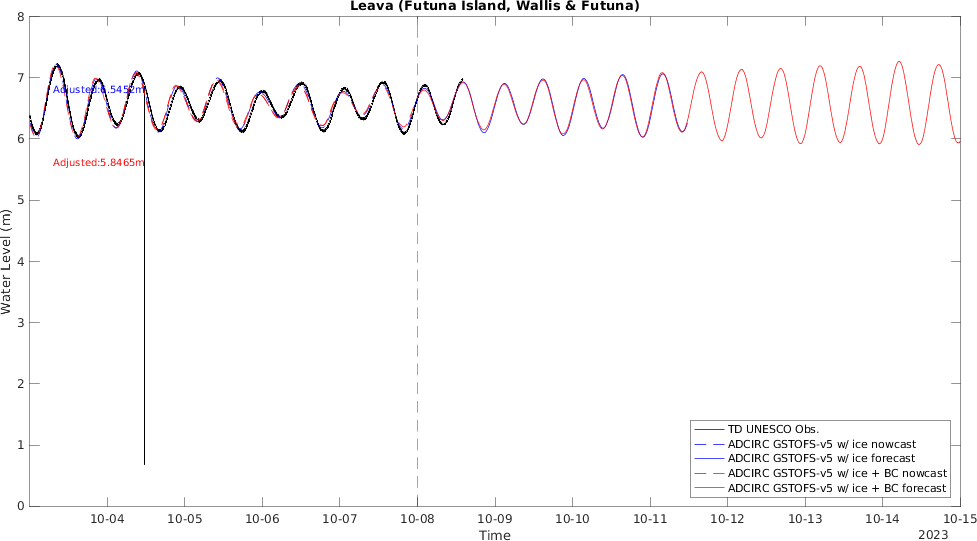 Leava (Futuna Island, Wallis & Futuna)
8
7
6
5
4
3
2
1
0
Water Level (m)
Adjusted:6.5452m
Adjusted:5.8465m
TD UNESCO Obs.
ADCIRC GSTOFS-v5 w/ ice nowcast
ADCIRC GSTOFS-v5 w/ ice forecast
ADCIRC GSTOFS-v5 w/ ice + BC nowcast
ADCIRC GSTOFS-v5 w/ ice + BC forecast
10-04 10-05 10-06 10-07 10-08 10-09 10-10 10-11 10-12 10-13 10-14 10-15
Time
2023